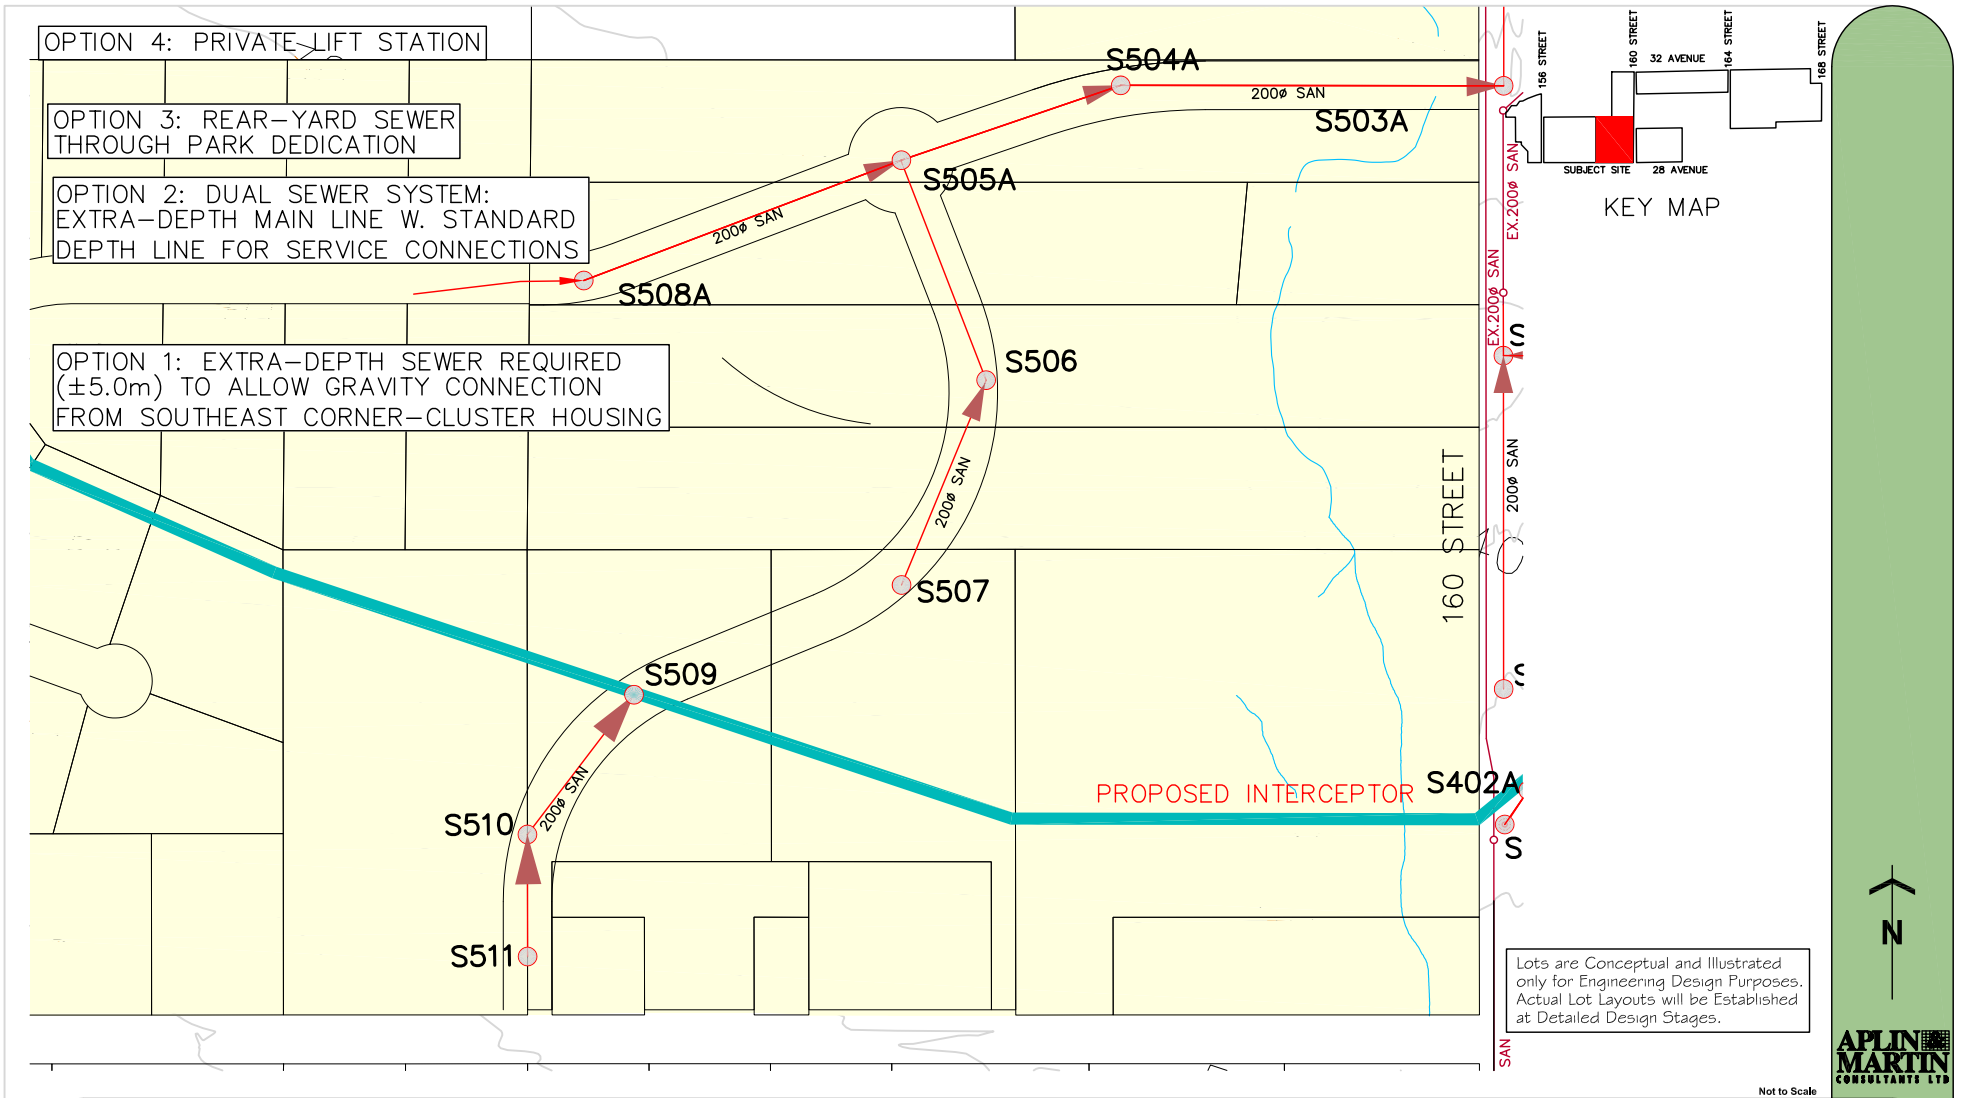 OPTION 4: PRIVATE LIFT STATION
OPTION 3: REAR-YARD SEWER
THROUGH PARK DEDICATION
OPTION 2: DUAL SEWER SYSTEM:
EXTRA-DEPTH MAIN LINE W. STANDARD
DEPTH LINE FOR SERVICE CONNECTIONS
OPTION 1: EXTRA-DEPTH SEWER REQUIRED
(±5.0m) TO ALLOW GRAVITY CONNECTION
FROM SOUTHEAST CORNER-CLUSTER HOUSING
S504A
200ø SAN
S503A
S505A
200ø SAN
S508A
S506
200ø SAN
S507
S509
200ø SAN
S510
S511
PROPOSED INTERCEPTOR
S402A
160 STREET
EX.200ø SAN
EX.200ø SAN
S
200ø SAN
S
S
SAN
156 STREET
160 STREET
32 AVENUE
164 STREET
168 STREET
SUBJECT SITE
28 AVENUE
KEY MAP
Lots are Conceptual and Illustrated
only for Engineering Design Purposes.
Actual Lot Layouts will be Established
at Detailed Design Stages.
N
APLIN &
MARTIN
CONSULTANTS LTD
Not to Scale